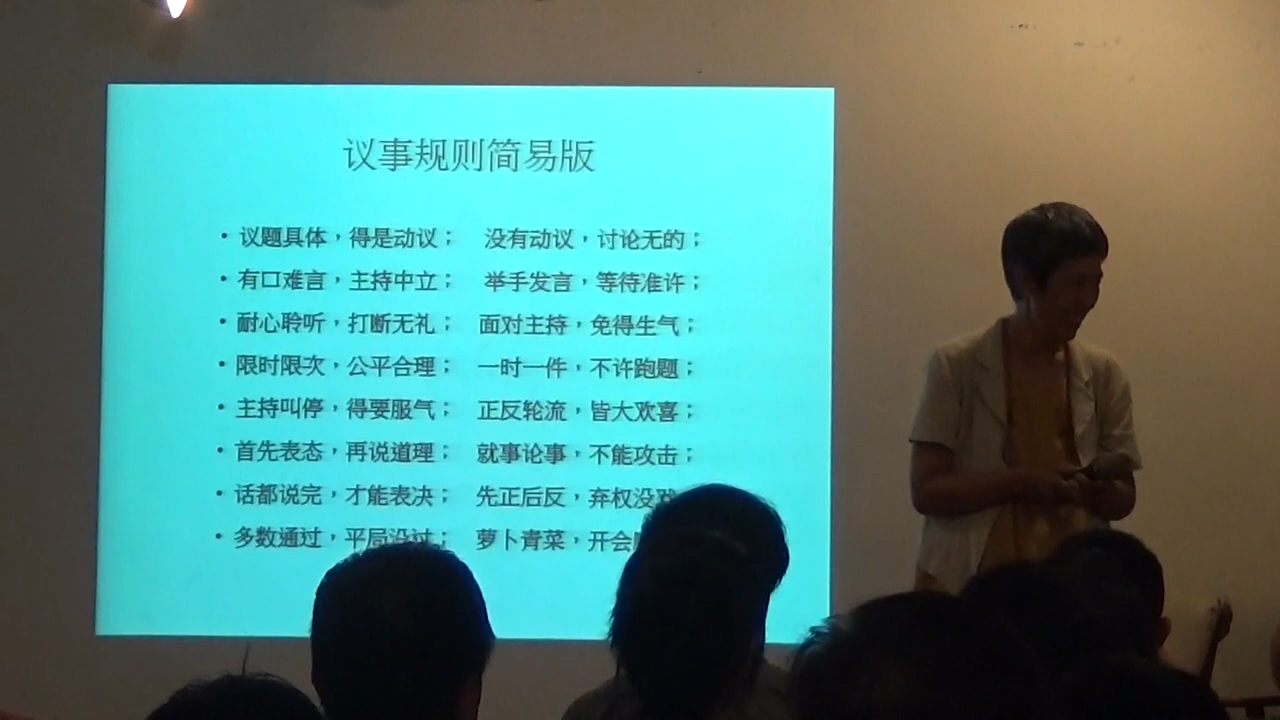 议事规则简易版
• 议题具体，得是动议； 没有动议，讨论无的；
• 有口难言，主持中立； 举手发言，等待准许；
• 耐心聆听，打断无礼； 面对主持，免得生气；
• 限时限次，公平合理； 一时一件，不许跑题；
• 主持叫停，得要服气； 正反轮流，皆大欢喜；
• 首先表态，再说道理； 就事论事，不能攻击；
• 话都说完，才能表决； 先正后反，弃权没
• 多数通过，平局没过； 萝卜青菜，开会